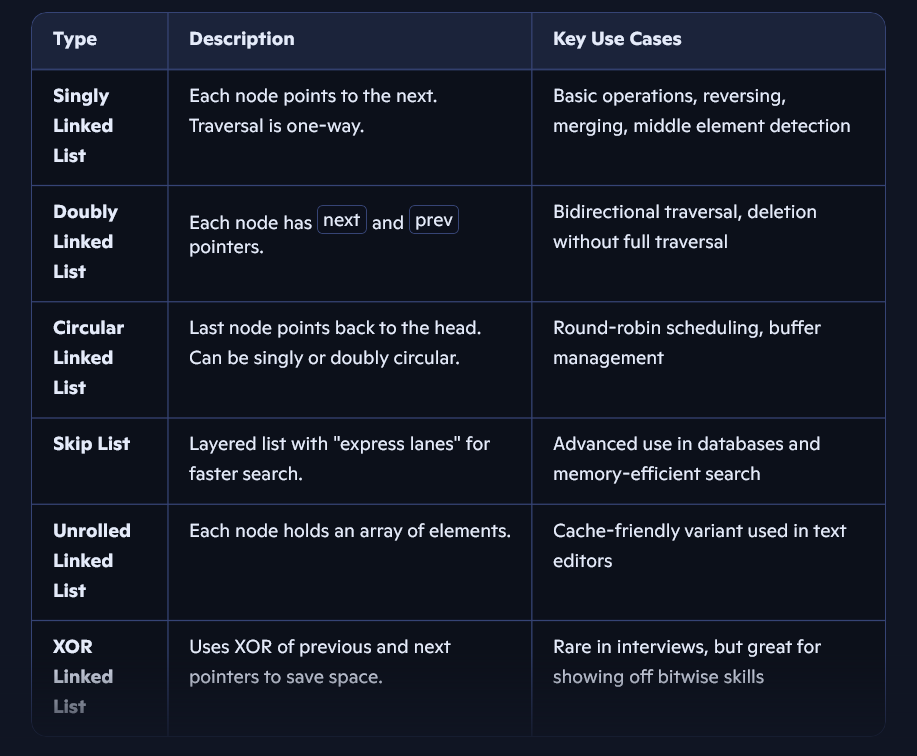 Type Description Key Use Cases
Singly
Linked
List
Each node points to the next.
Traversal is one-way.
Basic operations, reversing,
merging, middle element detection
Doubly
Linked
List
Each node has next and prev
pointers.
Bidirectional traversal, deletion
without full traversal
Circular
Linked
List
Last node points back to the head.
Can be singly or doubly circular.
Round-robin scheduling, buffer
management
Skip List
Layered list with "express lanes" for
faster search.
Advanced use in databases and
memory-efficient search
Unrolled
Linked
List
Each node holds an array of elements.
Cache-friendly variant used in text
editors
XOR
Linked
List
Uses XOR of previous and next
pointers to save space.
Rare in interviews, but great for
showing off bitwise skills